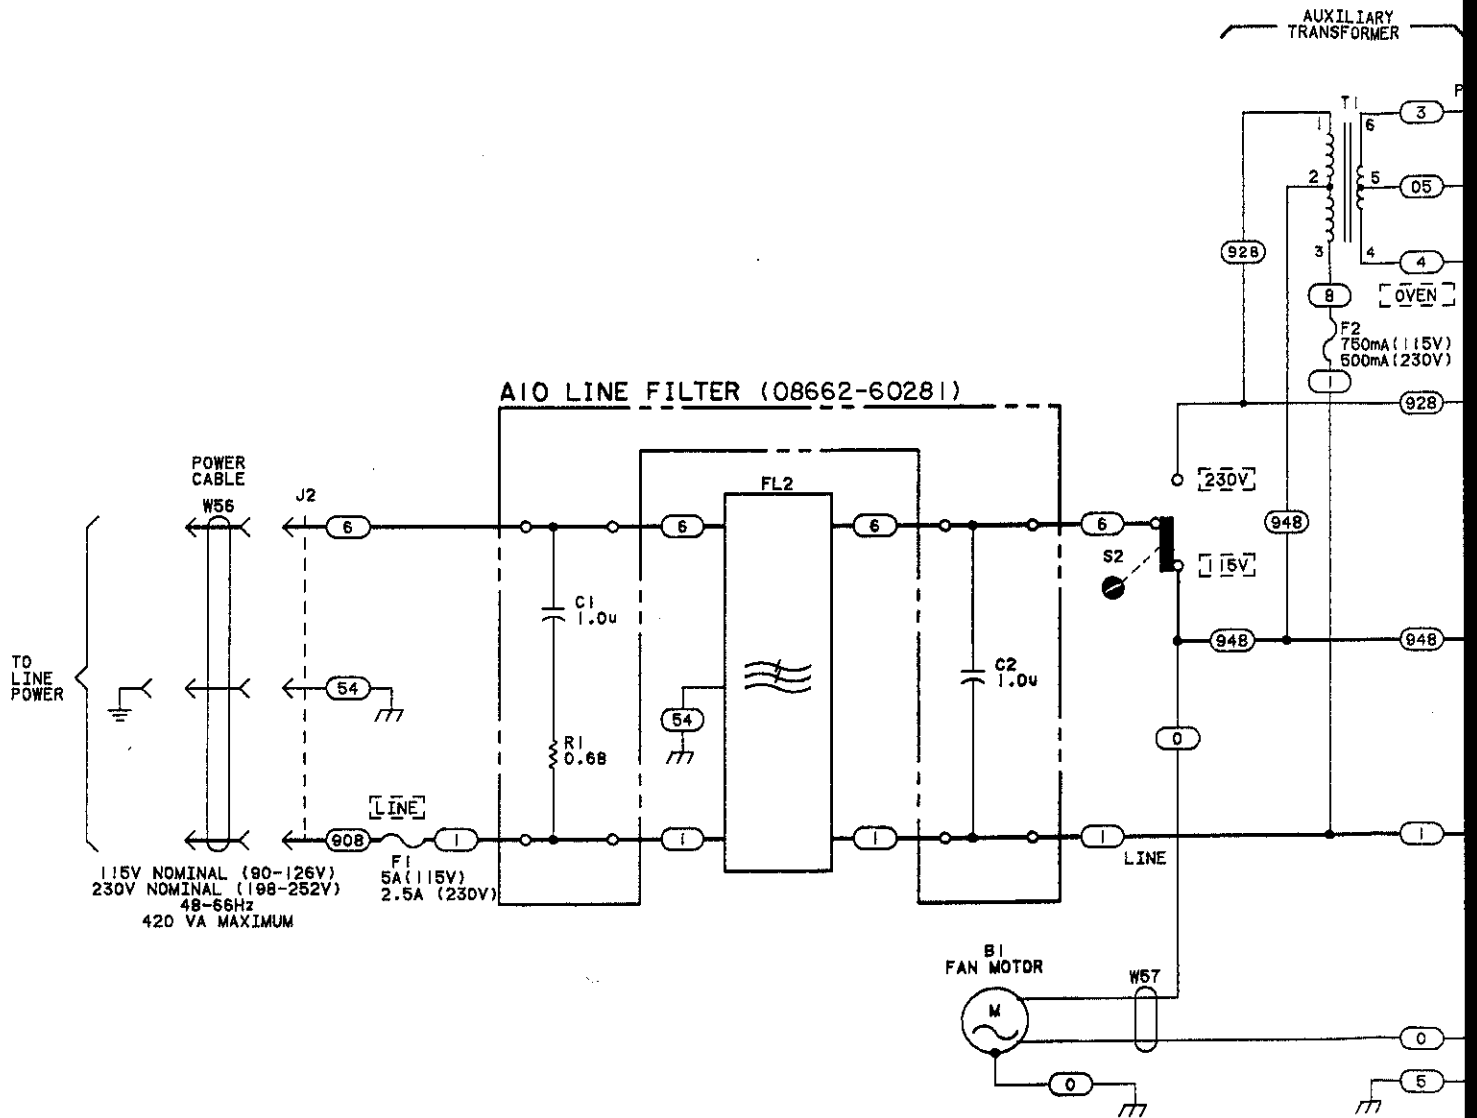 AUXILIARY
TRANSFORMER
P
T1
1
6
3
2
5
05
928
3
4
4
8
OVEN
F2
750mA(115V)
500mA(230V)
1
A10 LINE FILTER (08662-60281)
928
POWER
CABLE
W56
J2
FL2
230V
6
6
6
6
948
S2
115V
C1
1.0u
948
948
TO
LINE
POWER
54
C2
1.0u
54
0
R1
0.68
LINE
908
1
1
1
1
1
LINE
F1
5A(115V)
2.5A (230V)
115V NOMINAL (90-126V)
230V NOMINAL (198-252V)
48-66Hz
420 VA MAXIMUM
B1
FAN MOTOR
W57
M
0
0
5